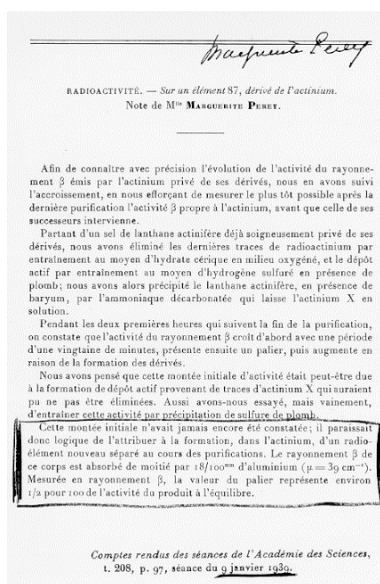 Marguerite Perey
RADIOACTIVITÉ. — Sur un élément 87, dérivé de l'actinium.
Note de Mlle MARGUERITE PEREY.
Afin de connaître avec précision l'évolution de l'activité du rayonne-
ment β émis par l'actinium privé de ses dérivés, nous en avons suivi
l'accroissement, en nous efforçant de mesurer le plus tôt possible après la
dernière purification l'activité β propre à l'actinium, avant que celle de ses
successeurs intervienne.
Partant d'un sel de lanthane actinifère déjà soigneusement privé de ses
dérivés, nous avons éliminé les dernières traces de radioactinium par
entraînement au moyen d'hydrate cérique en milieu oxygéné, et le dépôt
actif par entraînement au moyen d'hydrogène sulfuré en présence de
plomb; nous avons alors précipité le lanthane actinifère, en présence de
baryum, par l'ammoniaque décarbonatée qui laisse l'actinium X en
solution.
Pendant les deux premières heures qui suivent la fin de la purification,
on constate que l'activité du rayonnement β croît d'abord avec une période
d'une vingtaine de minutes, présente ensuite un palier, puis augmente en
raison de la formation des dérivés.
Nous avons pensé que cette montée initiale d'activité était peut-être due
à la formation de dépôt actif provenant de traces d'actinium X qui auraient
pu ne pas être éliminées. Aussi avons-nous essayé, mais vainement,
d'entraîner cette activité par précipitation de sulfure de plomb.
Cette montée initiale n'avait jamais encore été constatée; il paraissait
donc logique de l'attribuer à la formation, dans l'actinium, d'un radio-
élément nouveau séparé au cours des purifications. Le rayonnement β de
ce corps est absorbé de moitié par 18/100mm d'aluminium (μ = 39 cm⁻¹).
Mesurée en rayonnement β, la valeur du palier représente environ
1/2 pour 100 de l'activité du produit à l'équilibre.
Comptes rendus des séances de l'Académie des Sciences,
t. 208, p. 97, séance du 9 janvier 1939.